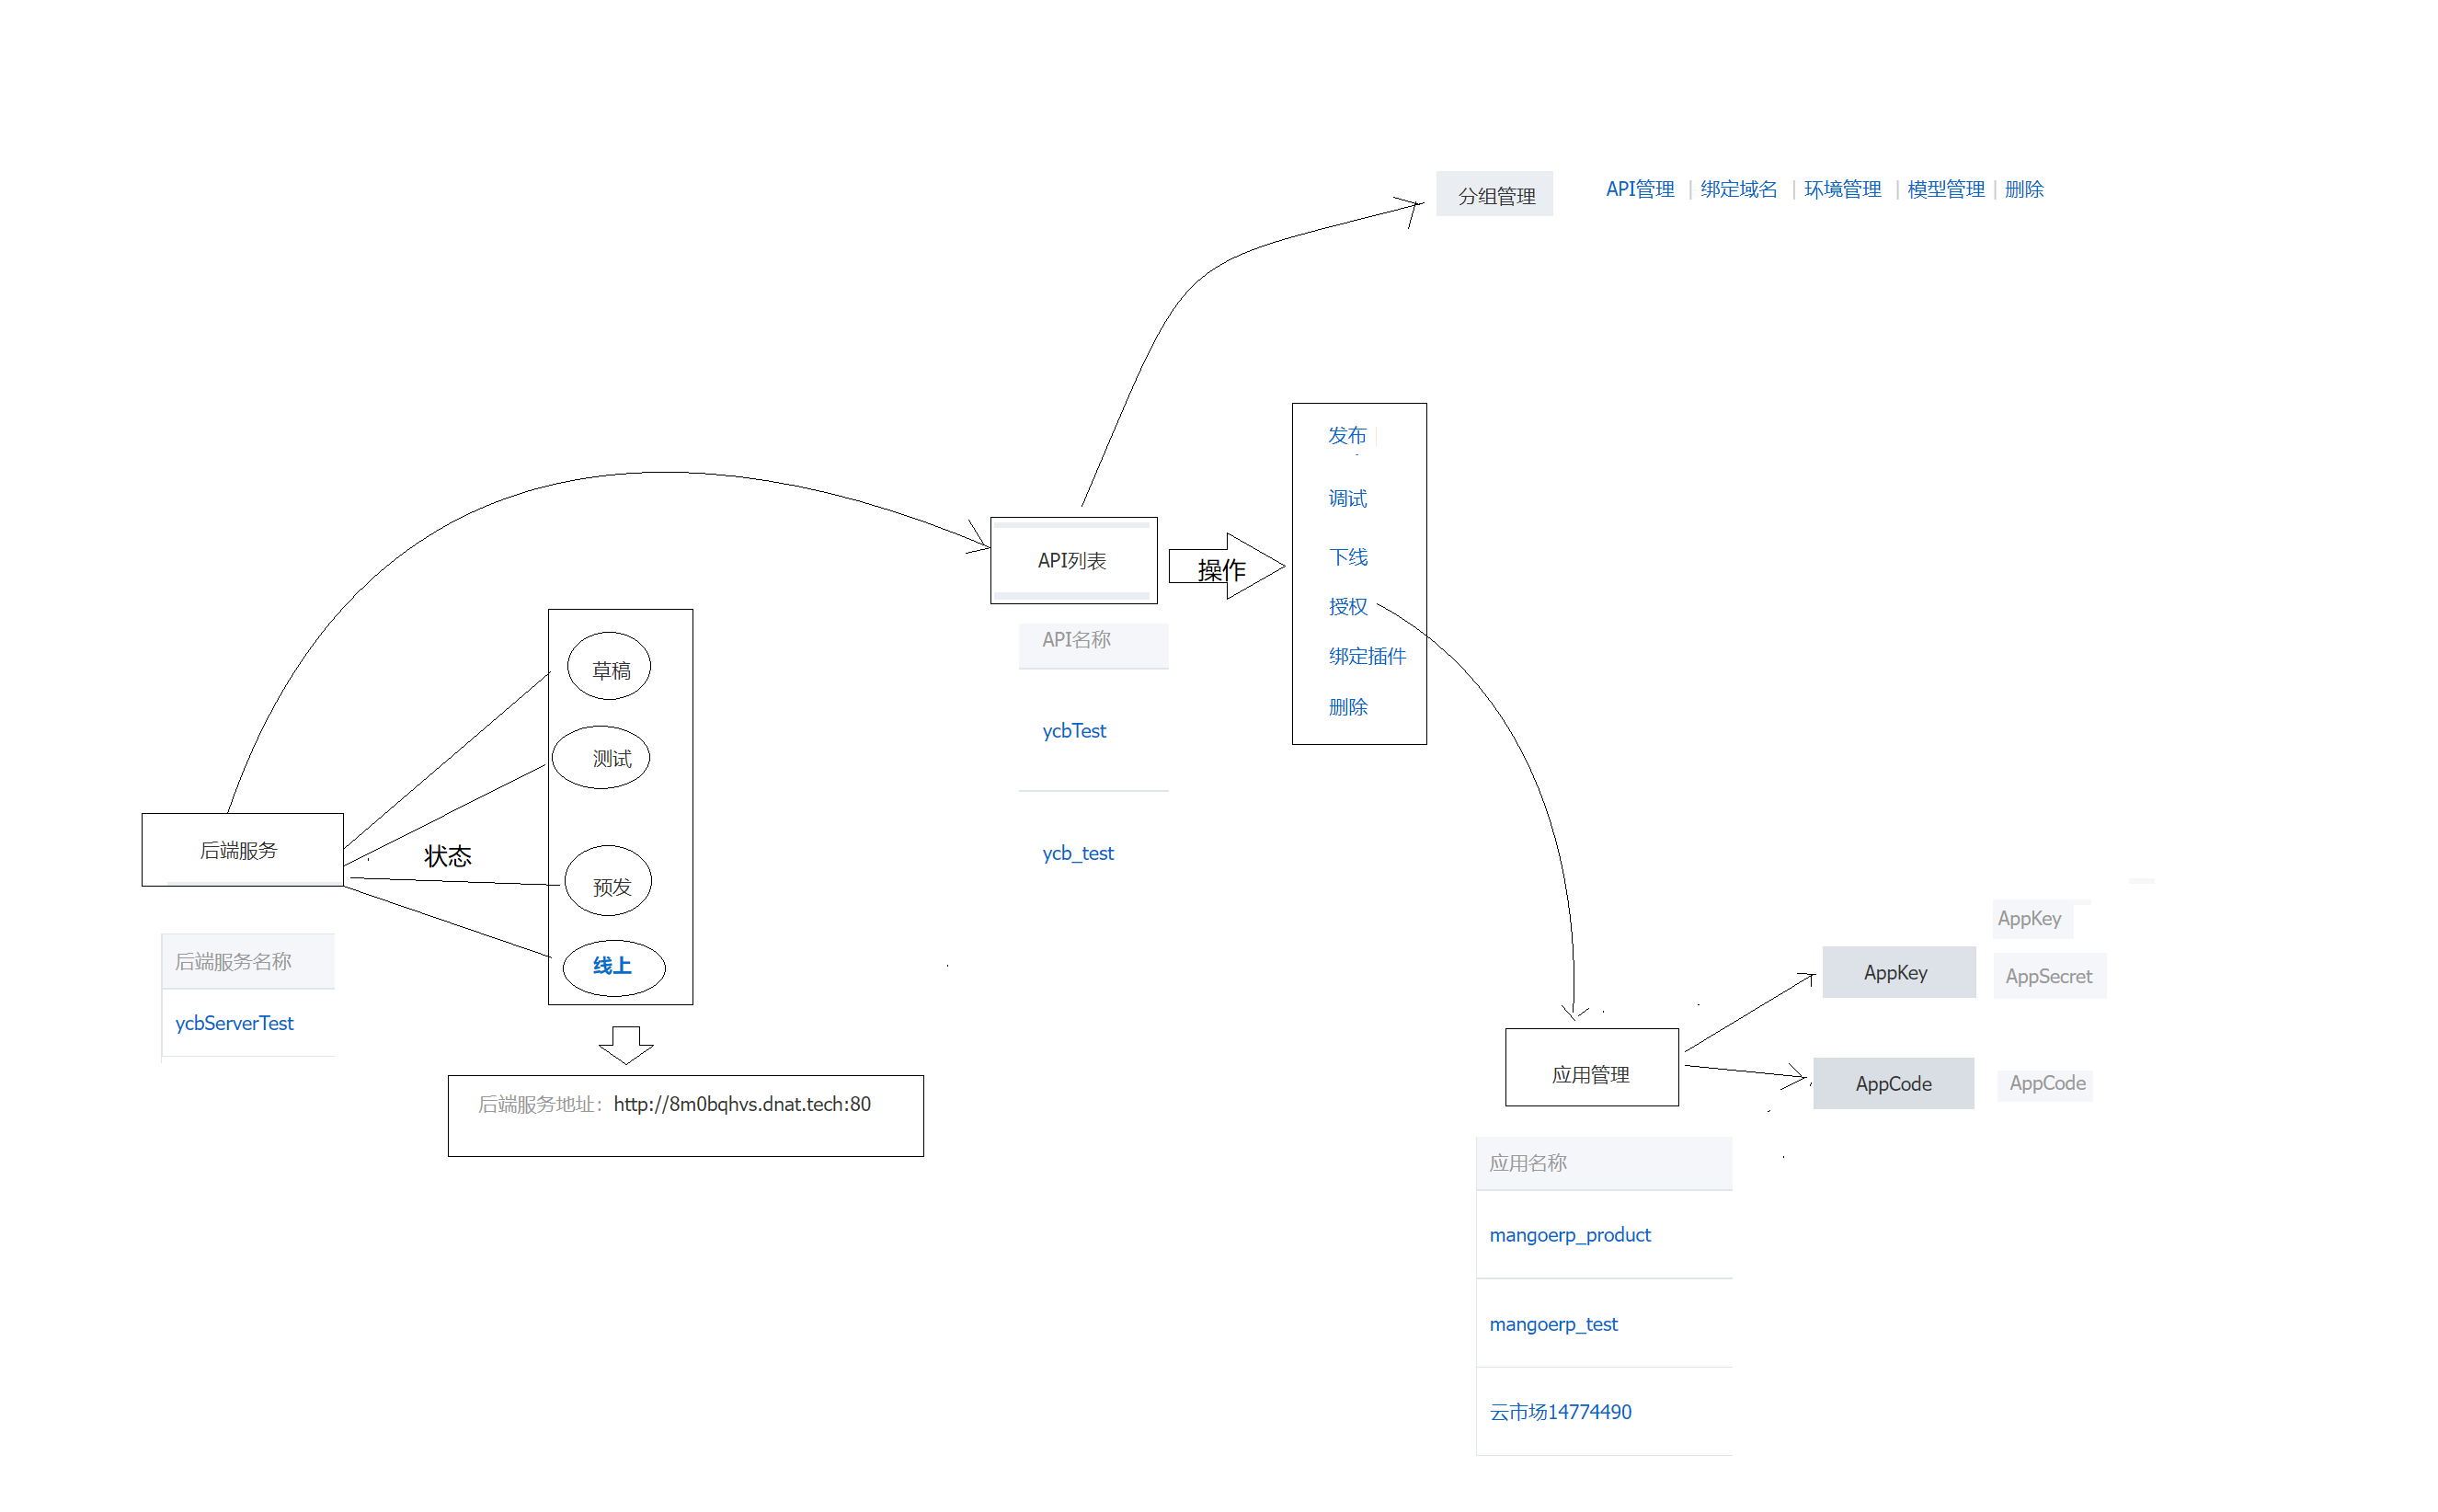 分组管理
API管理 | 绑定域名 | 环境管理 | 模型管理 | 删除
发布
调试
下线
授权
绑定插件
删除
API列表
操作
API名称
ycbTest
ycb_test
草稿
测试
预发
线上
状态
后端服务
后端服务名称
ycbServerTest
后端服务地址：http://8m0bqhvs.dnat.tech:80
应用管理
AppKey
AppKey
AppSecret
AppCode
AppCode
应用名称
mangoerp_product
mangoerp_test
云市场14774490